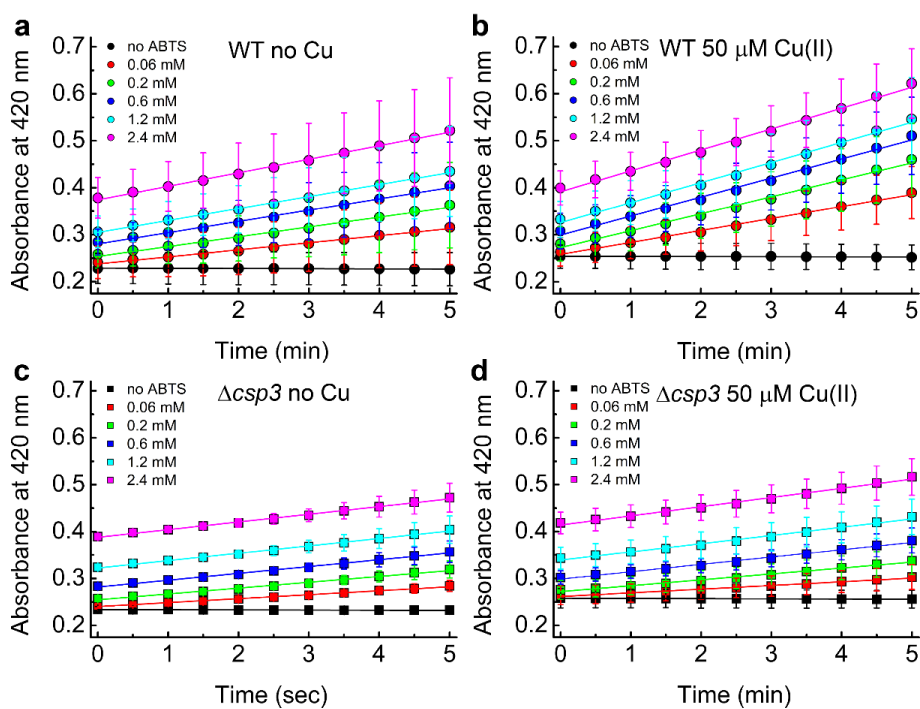 a
WT no Cu
no ABTS
0.06 mM
0.2 mM
0.6 mM
1.2 mM
2.4 mM
Absorbance at 420 nm
0.7
0.6
0.5
0.4
0.3
0.2
0 1 2 3 4 5
Time (min)
b
WT 50 μM Cu(II)
no ABTS
0.06 mM
0.2 mM
0.6 mM
1.2 mM
2.4 mM
Absorbance at 420 nm
0.7
0.6
0.5
0.4
0.3
0.2
0 1 2 3 4 5
Time (min)
c
Δcsp3 no Cu
no ABTS
0.06 mM
0.2 mM
0.6 mM
1.2 mM
2.4 mM
Absorbance at 420 nm
0.7
0.6
0.5
0.4
0.3
0.2
0 1 2 3 4 5
Time (sec)
d
Δcsp3 50 μM Cu(II)
no ABTS
0.06 mM
0.2 mM
0.6 mM
1.2 mM
2.4 mM
Absorbance at 420 nm
0.7
0.6
0.5
0.4
0.3
0.2
0 1 2 3 4 5
Time (min)